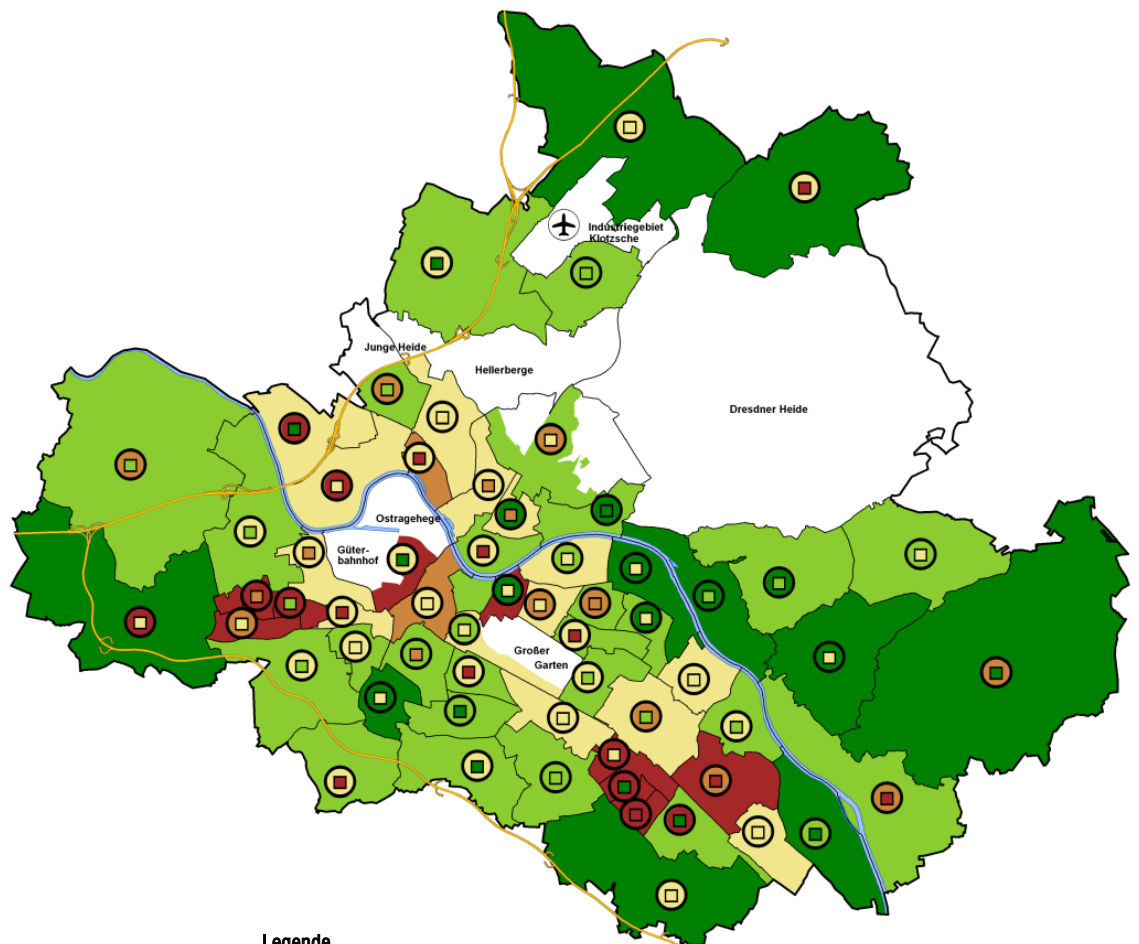 Industriegebiet
Klotzsche
Junge Heide
Hellerberge
Dresdner Heide
Ostragehege
Güter-
bahnhof
Großer
Garten
Legende